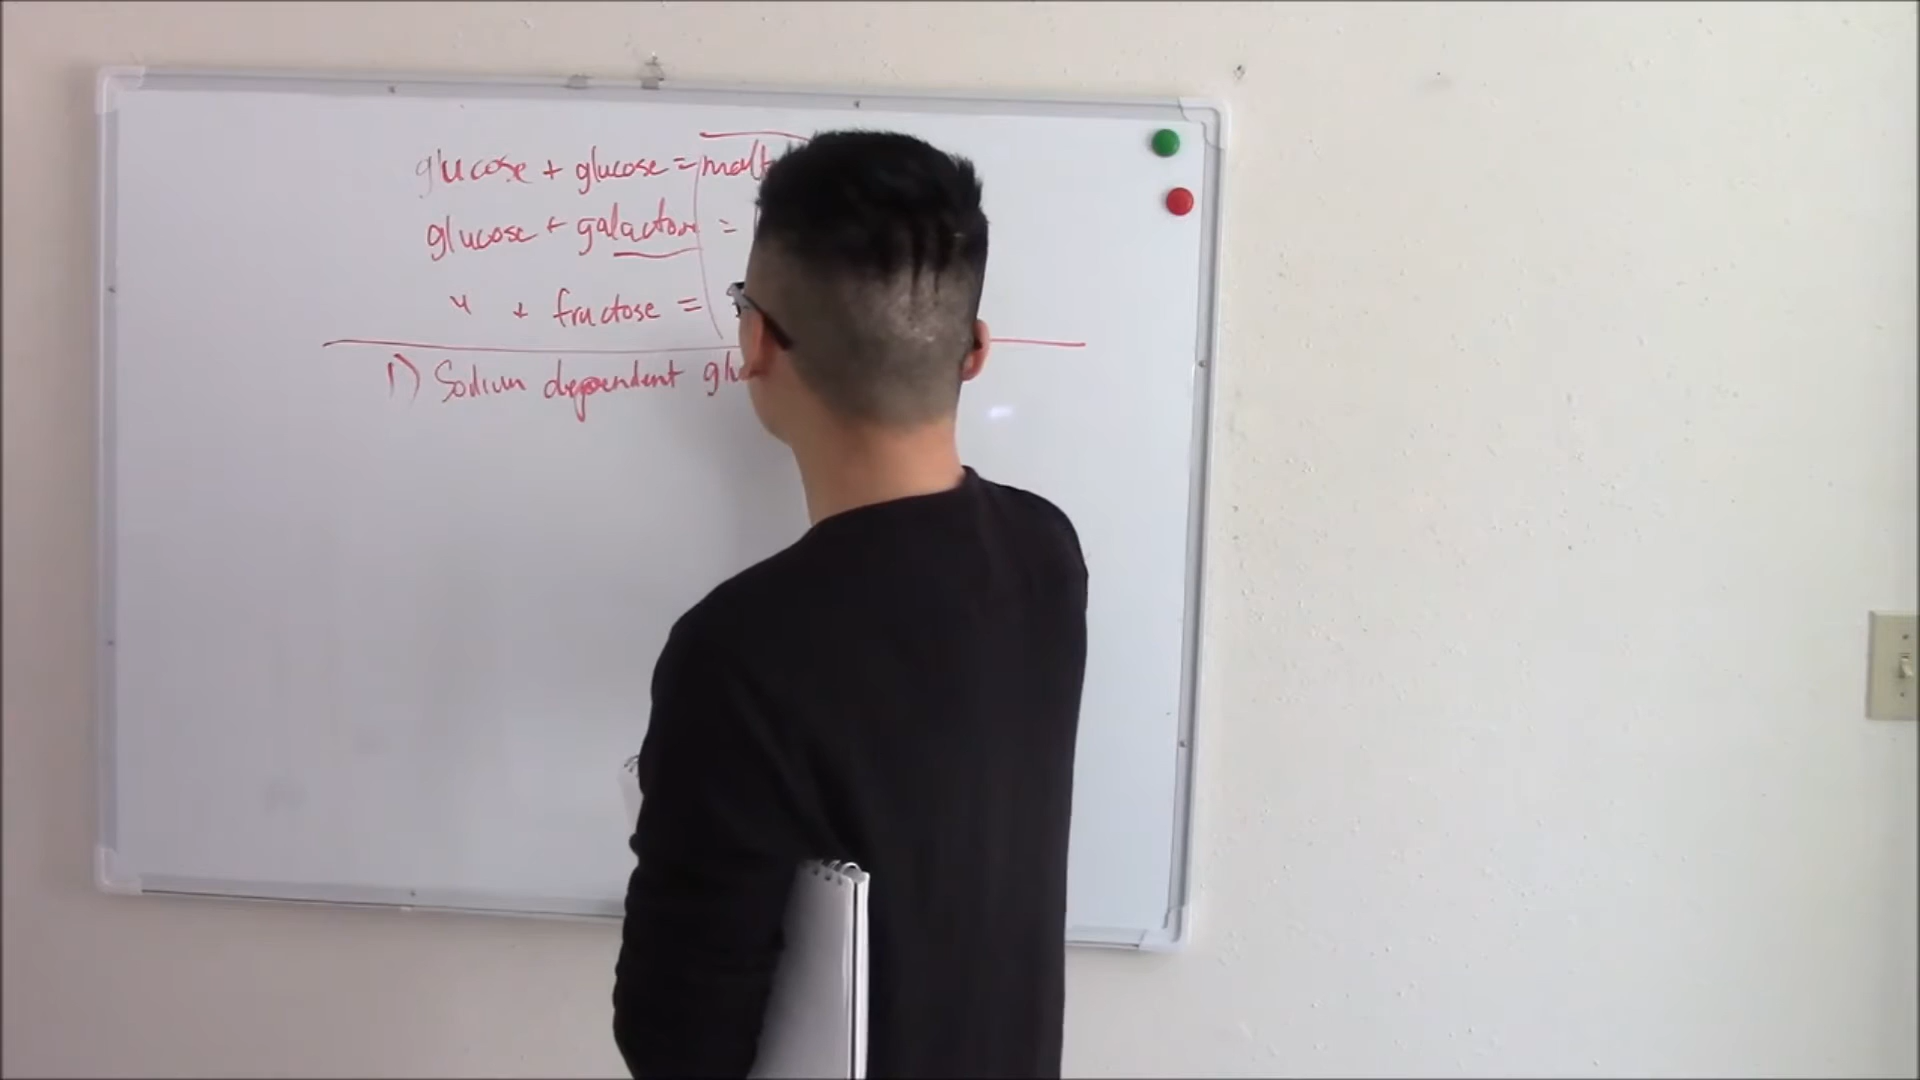 glucose + glucose = malt
glucose + galactose =
" + fructose =
1) Sodium dependent glu